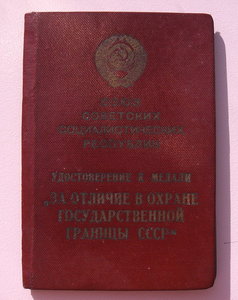 СОЮЗ
СОВЕТСКИХ
СОЦИАЛИСТИЧЕСКИХ
РЕСПУБЛИК
УДОСТОВЕРЕНИЕ К МЕДАЛИ
„ЗА ОТЛИЧИЕ В ОХРАНЕ
ГОСУДАРСТВЕННОЙ
ГРАНИЦЫ СССР“